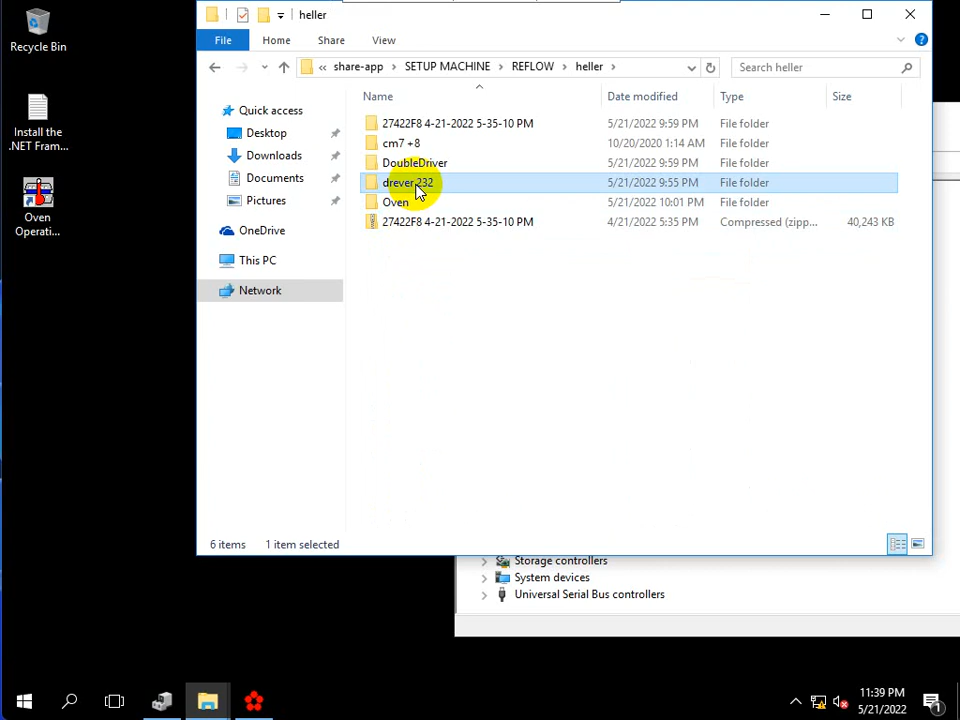 Recycle Bin
Install the
.NET Fram...
Oven
Operati...
heller
File
Home
Share
View
«
share-app
SETUP MACHINE
REFLOW
heller
Search heller
Name
Date modified
Type
Size
Quick access
Desktop
Downloads
Documents
Pictures
OneDrive
This PC
Network
27422F8 4-21-2022 5-35-10 PM 5/21/2022 9:59 PM File folder
cm7 +8 10/20/2020 1:14 AM File folder
DoubleDriver 5/21/2022 9:59 PM File folder
drever 232 5/21/2022 9:55 PM File folder
Oven 5/21/2022 10:01 PM File folder
27422F8 4-21-2022 5-35-10 PM 4/21/2022 5:35 PM Compressed (zipp... 40,243 KB
6 items
1 item selected
Storage controllers
System devices
Universal Serial Bus controllers
11:39 PM
5/21/2022
1